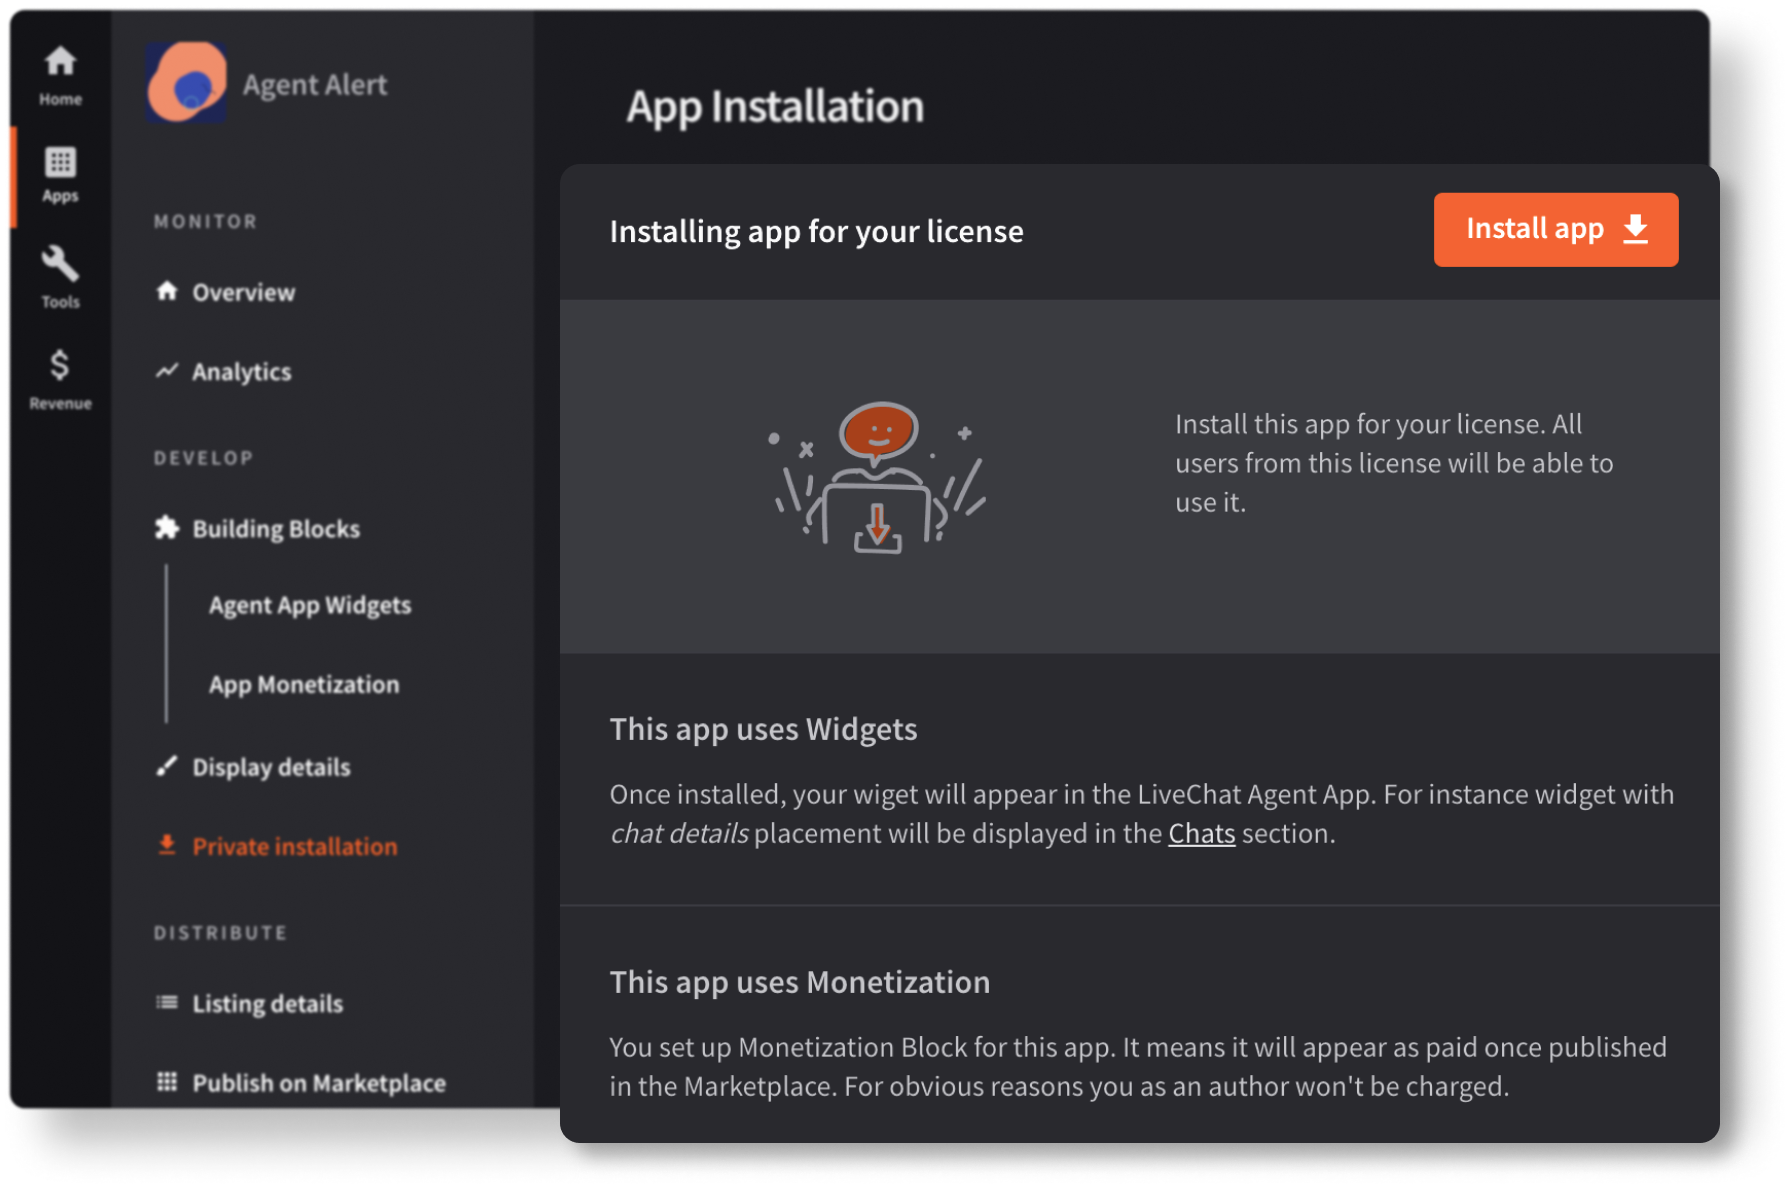 Home
Apps
Tools
Revenue
Agent Alert
MONITOR
Overview
Analytics
DEVELOP
Building Blocks
Agent App Widgets
App Monetization
Display details
Private installation
DISTRIBUTE
Listing details
Publish on Marketplace
App Installation
Installing app for your license
Install app
Install this app for your license. All
users from this license will be able to
use it.
This app uses Widgets
Once installed, your wiget will appear in the LiveChat Agent App. For instance widget with
chat details placement will be displayed in the Chats section.
This app uses Monetization
You set up Monetization Block for this app. It means it will appear as paid once published
in the Marketplace. For obvious reasons you as an author won't be charged.